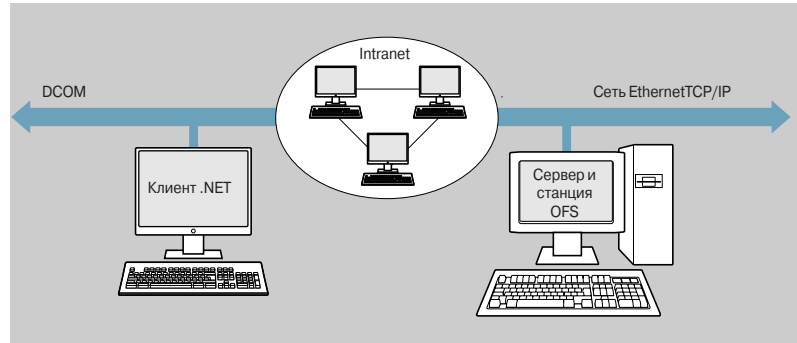 Intranet
DCOM
Сеть EthernetTCP/IP
Клиент .NET
Сервер и
станция
OFS